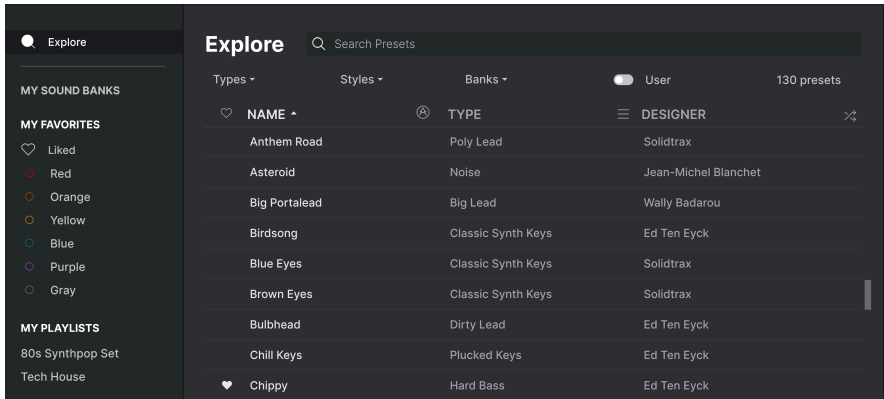 Explore
MY SOUND BANKS
MY FAVORITES
Liked
Red
Orange
Yellow
Blue
Purple
Gray
MY PLAYLISTS
80s Synthpop Set
Tech House
Explore Search Presets
Types Styles Banks User 130 presets
NAME TYPE DESIGNER
Anthem Road Poly Lead Solidtrax
Asteroid Noise Jean-Michel Blanchet
Big Portalead Big Lead Wally Badarou
Birdsong Classic Synth Keys Ed Ten Eyck
Blue Eyes Classic Synth Keys Solidtrax
Brown Eyes Classic Synth Keys Solidtrax
Bulbhead Dirty Lead Ed Ten Eyck
Chill Keys Plucked Keys Ed Ten Eyck
Chippy Hard Bass Ed Ten Eyck